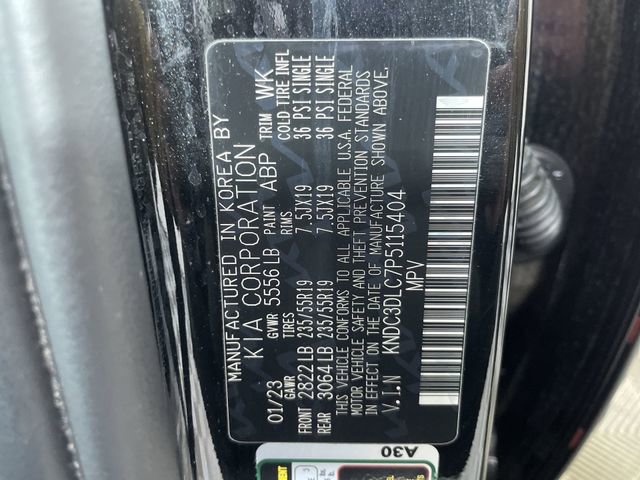 MANUFACTURED IN KOREA BY
KIA CORPORATION
01/23 GVWR 5556 LB PAINT ABP TRIM WK
GAWR TIRES RIMS COLD TIRE INFL
FRONT 2822 LB 235/55R19 7.5JX19 36 PSI SINGLE
REAR 3064 LB 235/55R19 7.5JX19 36 PSI SINGLE
THIS VEHICLE CONFORMS TO ALL APPLICABLE U.S.A. FEDERAL
MOTOR VEHICLE SAFETY AND THEFT PREVENTION STANDARDS
IN EFFECT ON THE DATE OF MANUFACTURE SHOWN ABOVE.
V.I.N KNDC3DLC7P5115404
MPV
A30